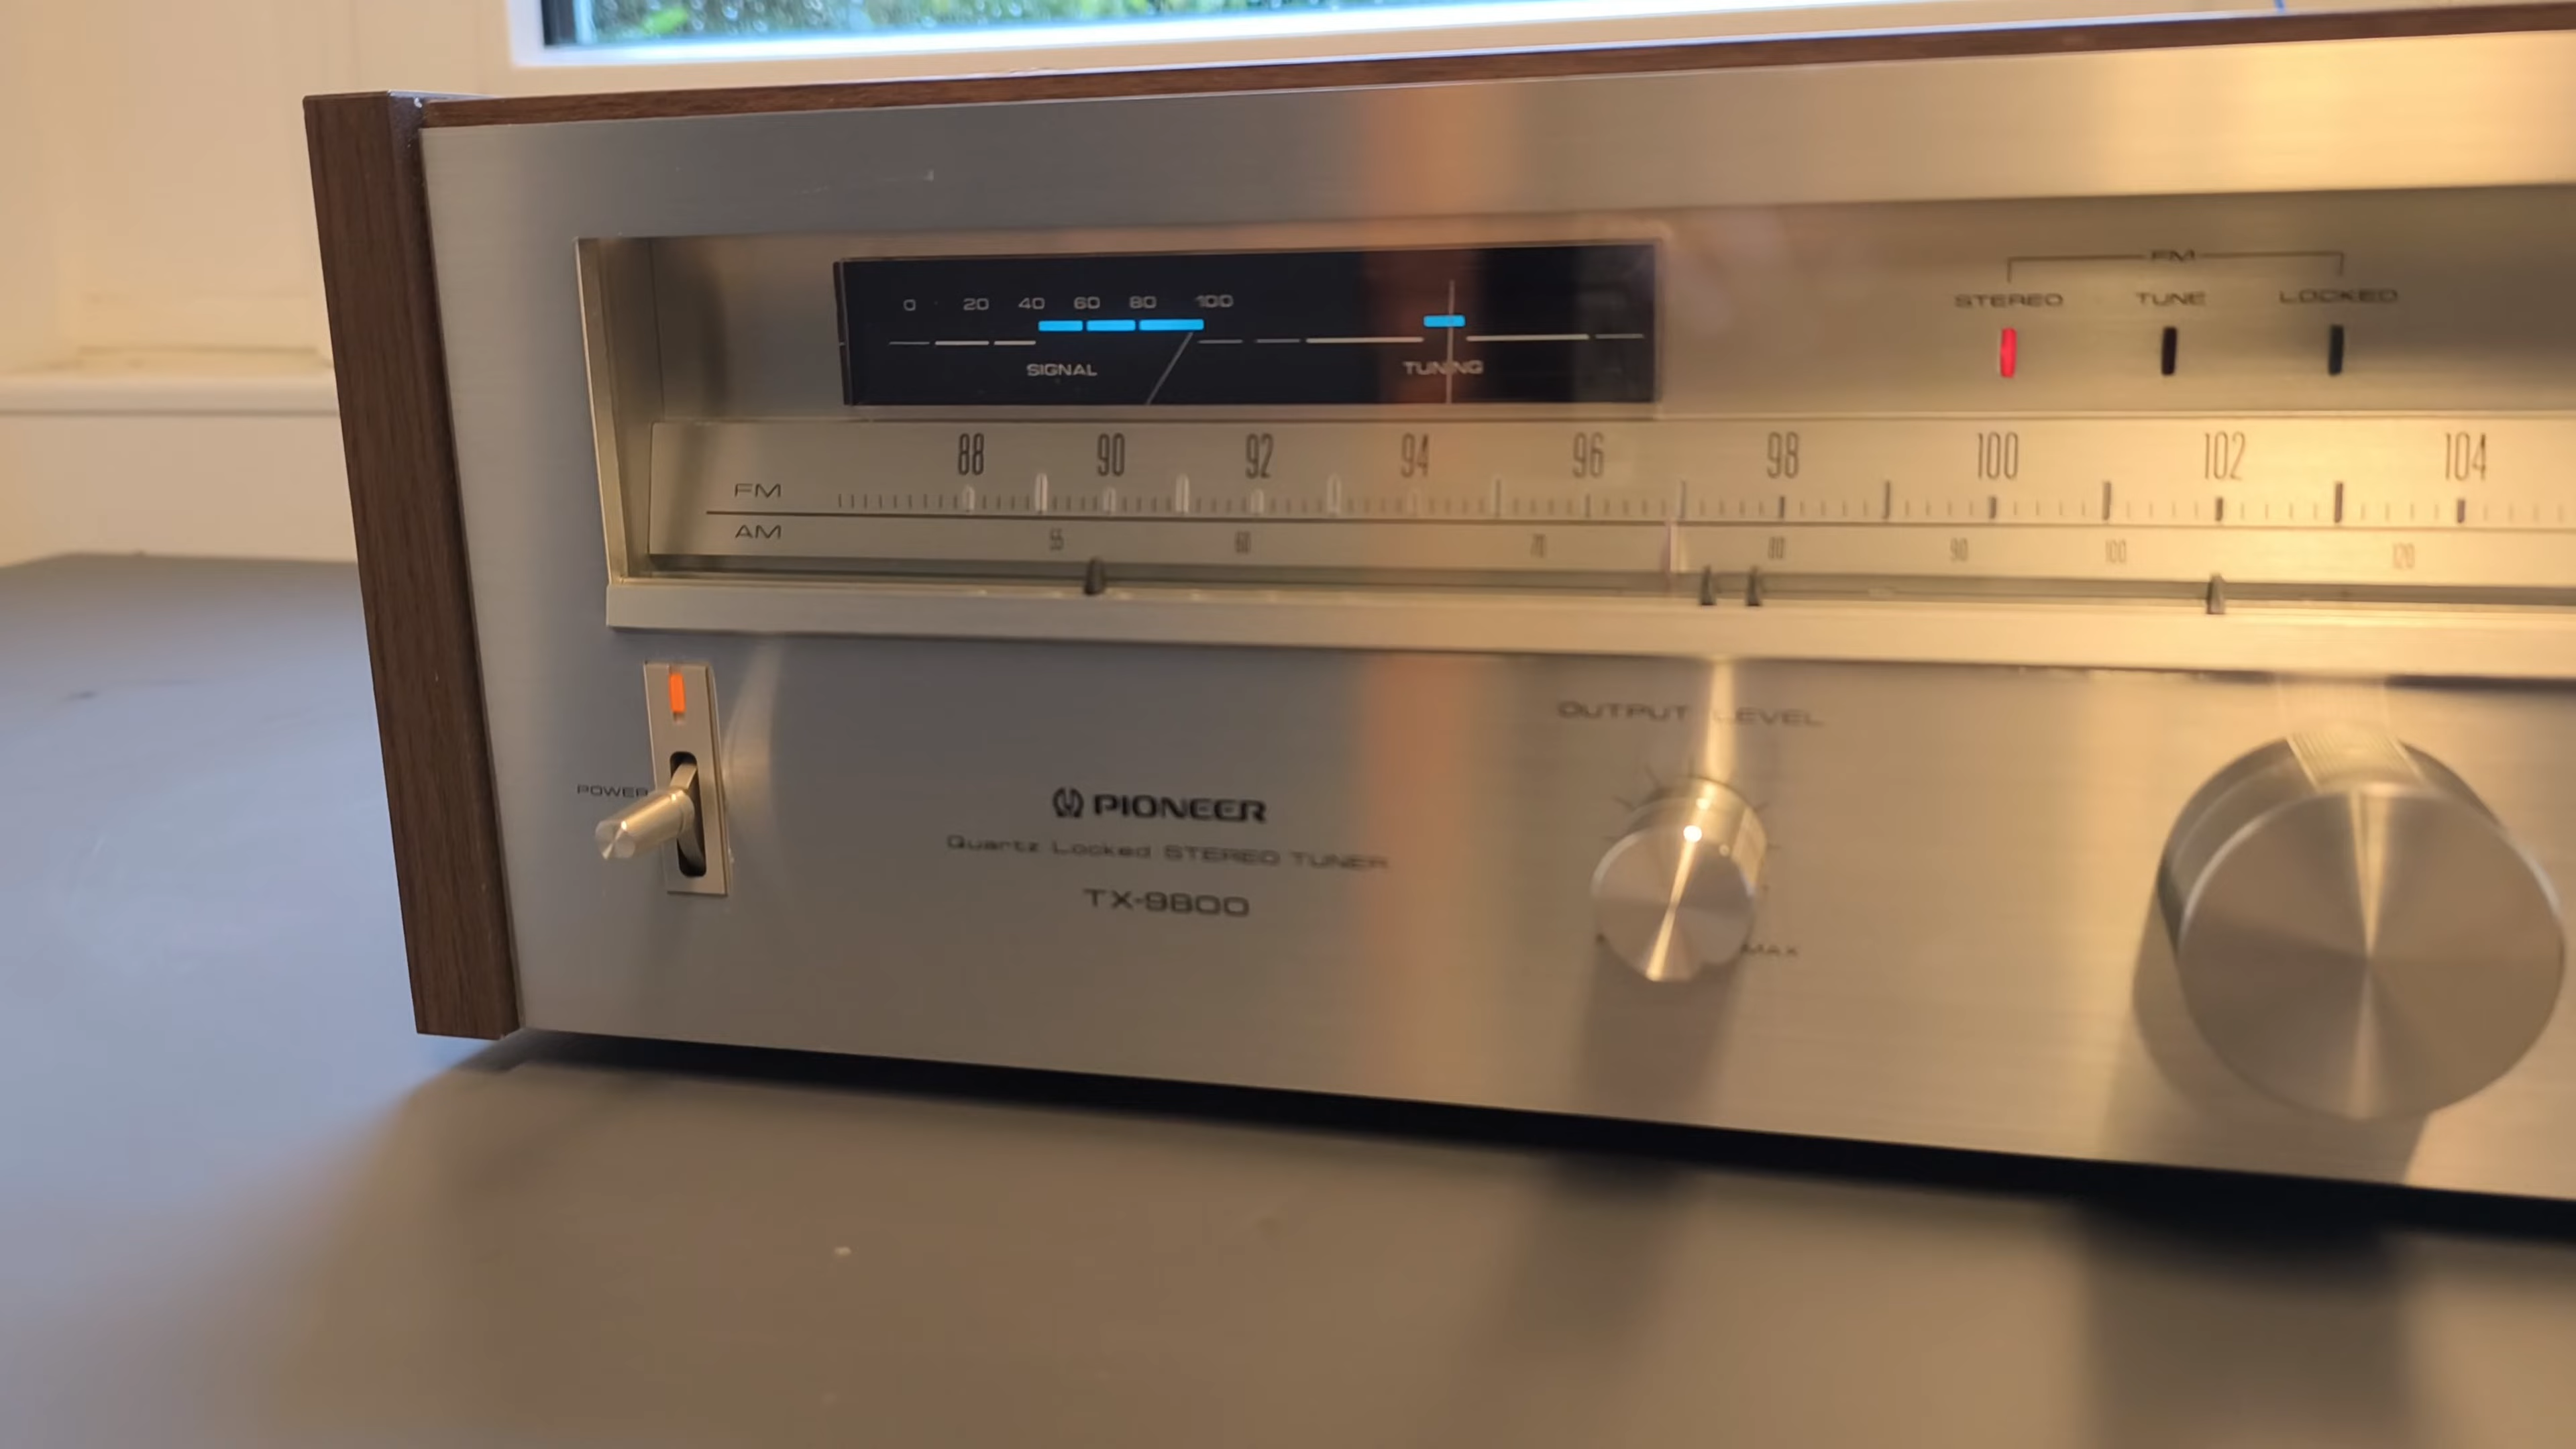 0 20 40 60 80 100
SIGNAL
TUNING
FM
STEREO TUNE LOCKED
88 90 92 94 96 98 100 102 104
FM
AM
55 60 70 80 90 100 120
POWER
OUTPUT LEVEL
MAX
PIONEER
Quartz Locked STEREO TUNER
TX-9800